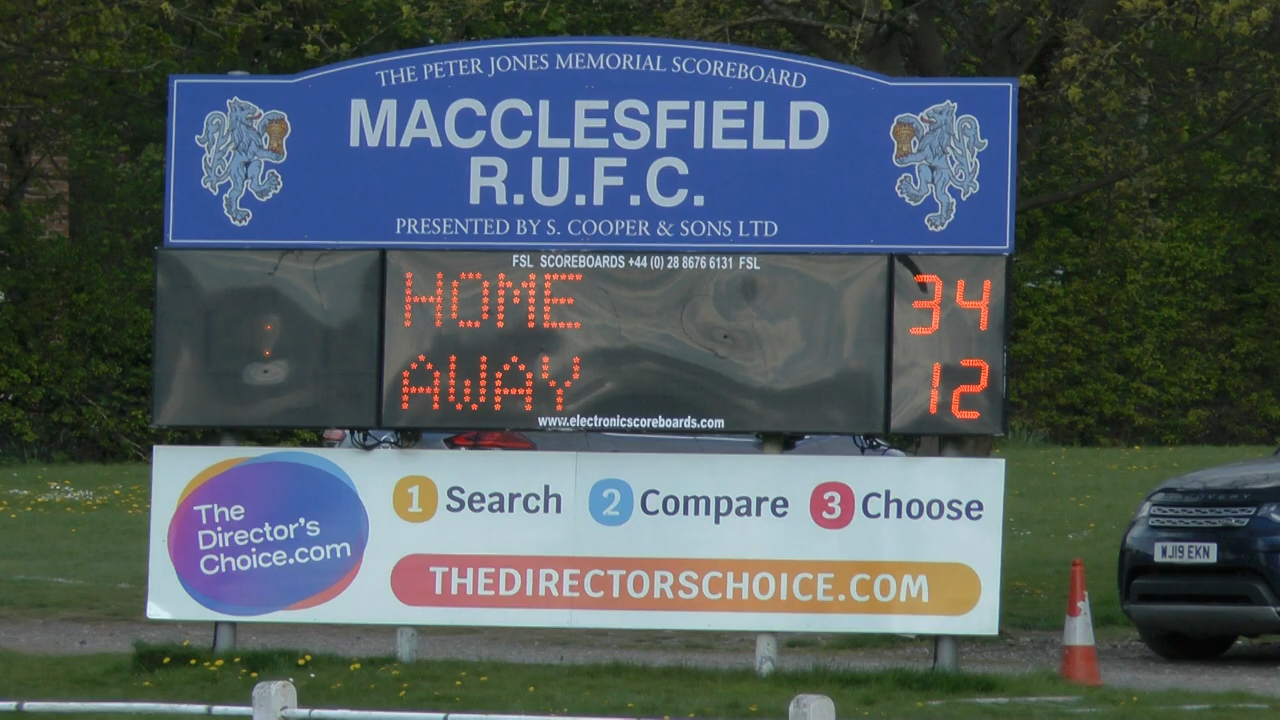 THE PETER JONES MEMORIAL SCOREBOARD
MACCLESFIELD
R.U.F.C.
PRESENTED BY S. COOPER & SONS LTD
FSL SCOREBOARDS +44 (0) 28 8676 6131 FSL
HOME 34
AWAY 12
www.electronicscoreboards.com
The
Director's
Choice.com
1 Search 2 Compare 3 Choose
THEDIRECTORSCHOICE.COM
DISCOVERY
WJ19 EKN